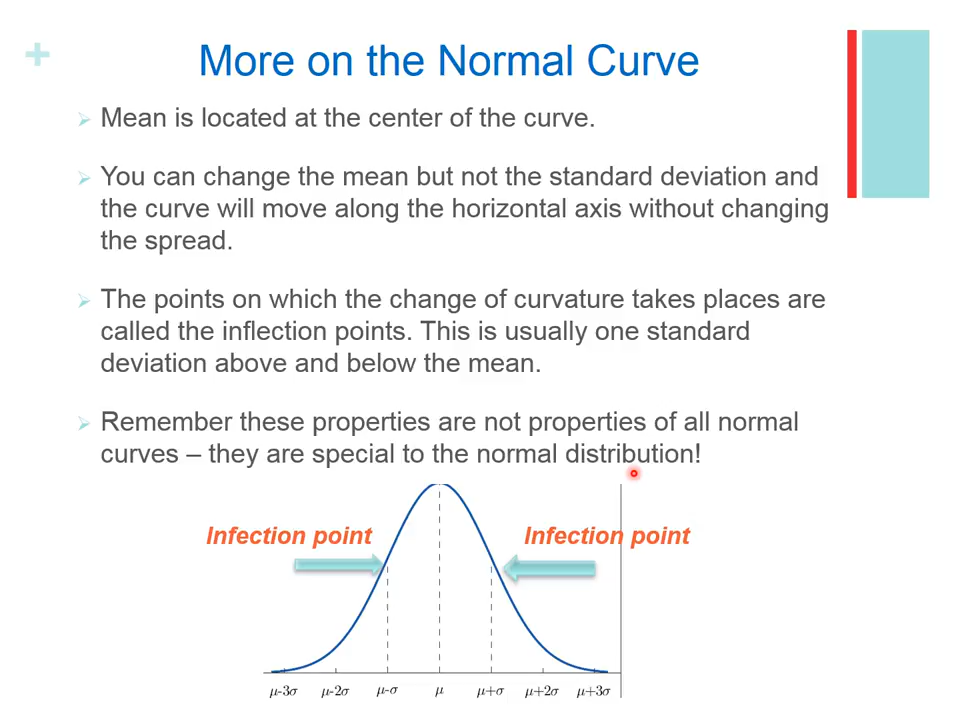 +
More on the Normal Curve
Mean is located at the center of the curve.
You can change the mean but not the standard deviation and
the curve will move along the horizontal axis without changing
the spread.
The points on which the change of curvature takes places are
called the inflection points. This is usually one standard
deviation above and below the mean.
Remember these properties are not properties of all normal
curves – they are special to the normal distribution!
Infection point
Infection point
μ-3σ μ-2σ μ-σ μ μ+σ μ+2σ μ+3σ